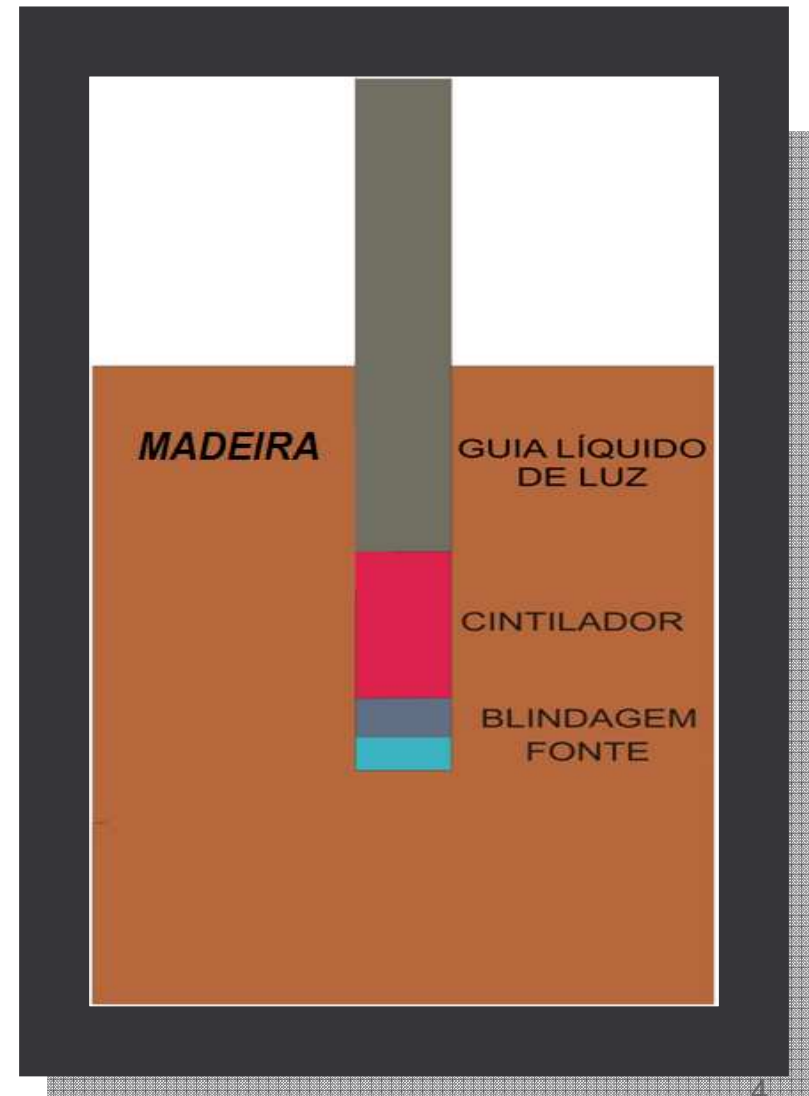 MADEIRA
GUIA LÍQUIDO
DE LUZ
CINTILADOR
BLINDAGEM
FONTE
4